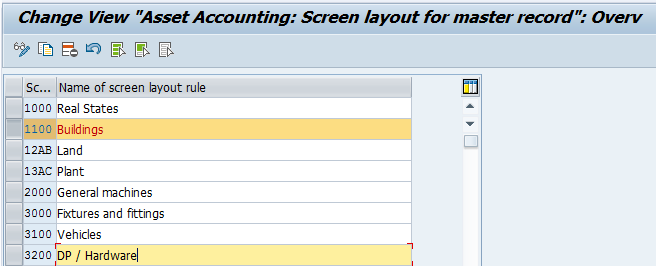 Change View "Asset Accounting: Screen layout for master record": Overv
Sc... Name of screen layout rule
1000 Real States
1100 Buildings
12AB Land
13AC Plant
2000 General machines
3000 Fixtures and fittings
3100 Vehicles
3200 DP / Hardware